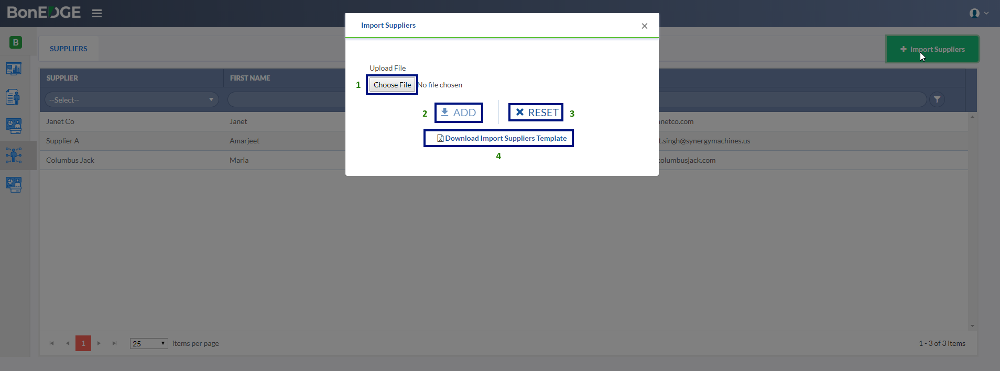 BonEDGE
Import Suppliers
×
B
SUPPLIERS
+ Import Suppliers
SUPPLIER
FIRST NAME
--Select--
Upload File
1
Choose File No file chosen
2
ADD
RESET
3
Download Import Suppliers Template
4
Janet Co
Janet
netco.com
Supplier A
Amarjeet
t.singh@synergymachines.us
Columbus Jack
Maria
columbusjack.com
1
25
items per page
1 - 3 of 3 items